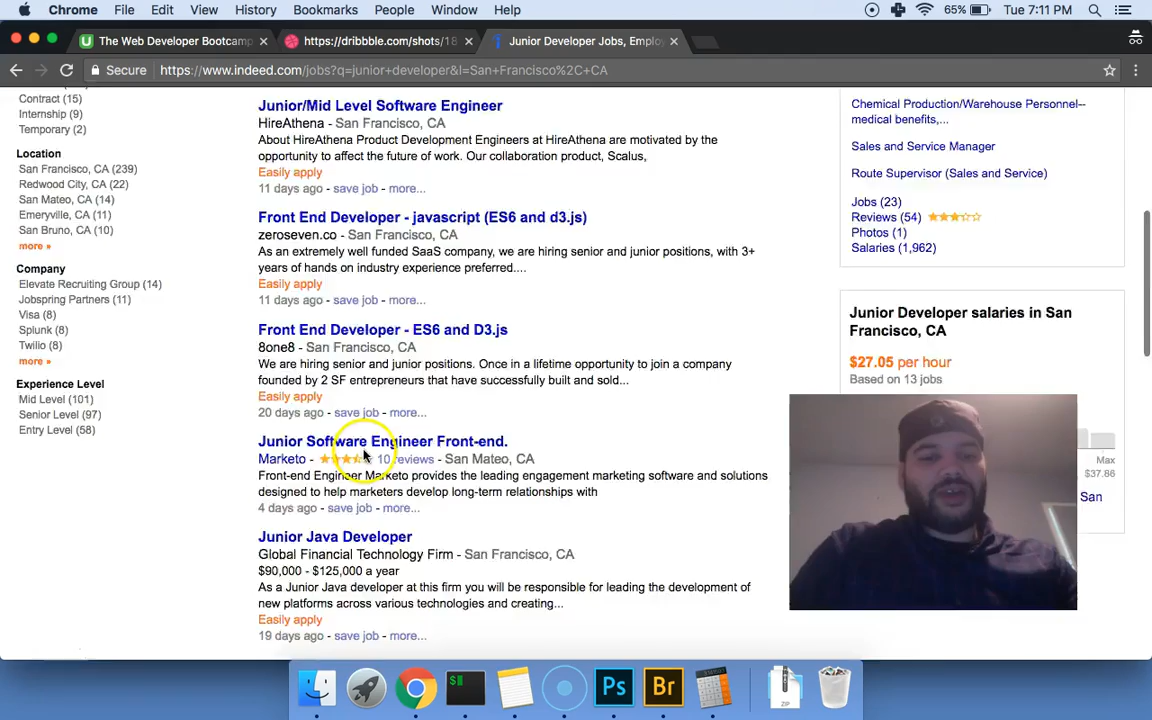 Chrome File Edit View History Bookmarks People Window Help 65% Tue 7:11 PM
The Web Developer Bootcamp https://dribbble.com/shots/18 Junior Developer Jobs, Employ
Secure https://www.indeed.com/jobs?q=junior+developer&l=San+Francisco%2C+CA
Contract (15)
Internship (9)
Temporary (2)
Location
San Francisco, CA (239)
Redwood City, CA (22)
San Mateo, CA (14)
Emeryville, CA (11)
San Bruno, CA (10)
more »
Company
Elevate Recruiting Group (14)
Jobspring Partners (11)
Visa (8)
Splunk (8)
Twilio (8)
more »
Experience Level
Mid Level (101)
Senior Level (97)
Entry Level (58)
Junior/Mid Level Software Engineer
HireAthena - San Francisco, CA
About HireAthena Product Development Engineers at HireAthena are motivated by the
opportunity to affect the future of work. Our collaboration product, Scalus,
Easily apply
11 days ago - save job - more...
Front End Developer - javascript (ES6 and d3.js)
zeroseven.co - San Francisco, CA
As an extremely well funded SaaS company, we are hiring senior and junior positions, with 3+
years of hands on industry experience preferred....
Easily apply
11 days ago - save job - more...
Front End Developer - ES6 and D3.js
8one8 - San Francisco, CA
We are hiring senior and junior positions. Once in a lifetime opportunity to join a company
founded by 2 SF entrepreneurs that have successfully built and sold...
Easily apply
20 days ago - save job - more...
Junior Software Engineer Front-end.
Marketo - 10 reviews - San Mateo, CA
Front-end Engineer Marketo provides the leading engagement marketing software and solutions
designed to help marketers develop long-term relationships with
4 days ago - save job - more...
Junior Java Developer
Global Financial Technology Firm - San Francisco, CA
$90,000 - $125,000 a year
As a Junior Java developer at this firm you will be responsible for leading the development of
new platforms across various technologies and creating...
Easily apply
19 days ago - save job - more...
Chemical Production/Warehouse Personnel--
medical benefits,...
Sales and Service Manager
Route Supervisor (Sales and Service)
Jobs (23)
Reviews (54)
Photos (1)
Salaries (1,962)
Junior Developer salaries in San
Francisco, CA
$27.05 per hour
Based on 13 jobs
Max
$37.86
San
Ps Br
ZIP